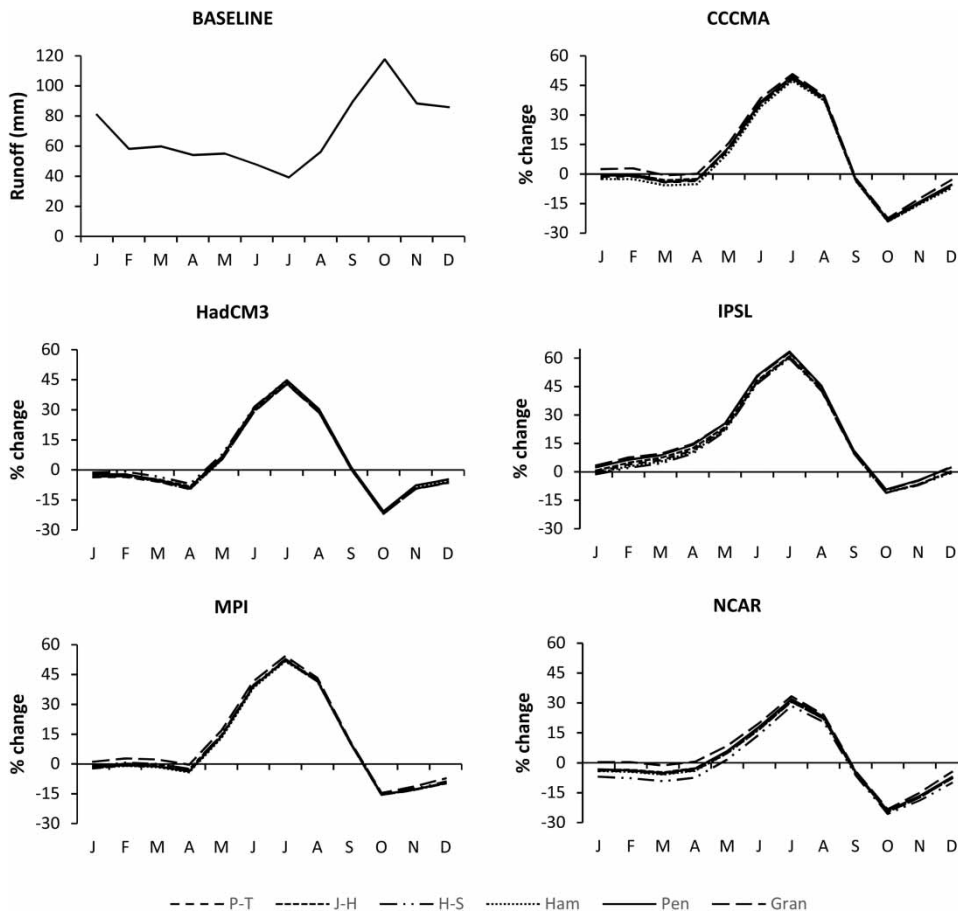 BASELINE
Runoff (mm)
120
100
80
60
40
20
0
J F M A M J J A S O N D
CCCMA
% change
60
45
30
15
0
-15
-30
J F M A M J J A S O N D
HadCM3
% change
60
45
30
15
0
-15
-30
J F M A M J J A S O N D
IPSL
% change
60
45
30
15
0
-15
-30
J F M A M J J A S O N D
MPI
% change
60
45
30
15
0
-15
-30
J F M A M J J A S O N D
NCAR
% change
60
45
30
15
0
-15
-30
J F M A M J J A S O N D
P-T J-H H-S Ham Pen Gran